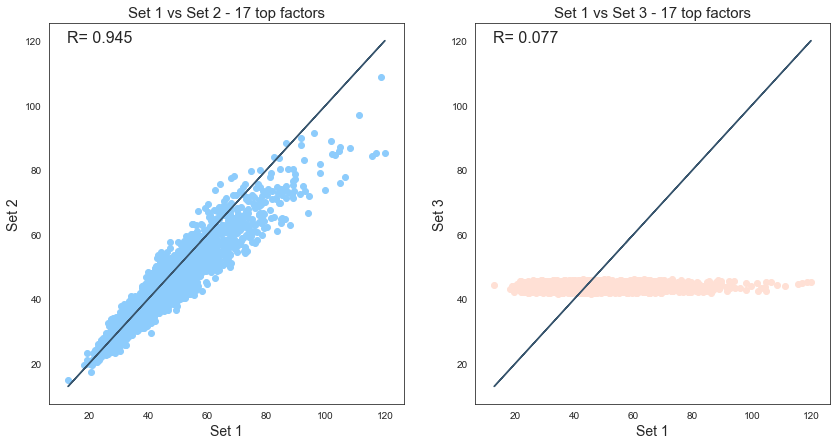 Set 1 vs Set 2 - 17 top factors
R= 0.945
120
100
80
60
40
20
Set 2
20 40 60 80 100 120
Set 1
Set 1 vs Set 3 - 17 top factors
R= 0.077
120
100
80
60
40
20
Set 3
20 40 60 80 100 120
Set 1